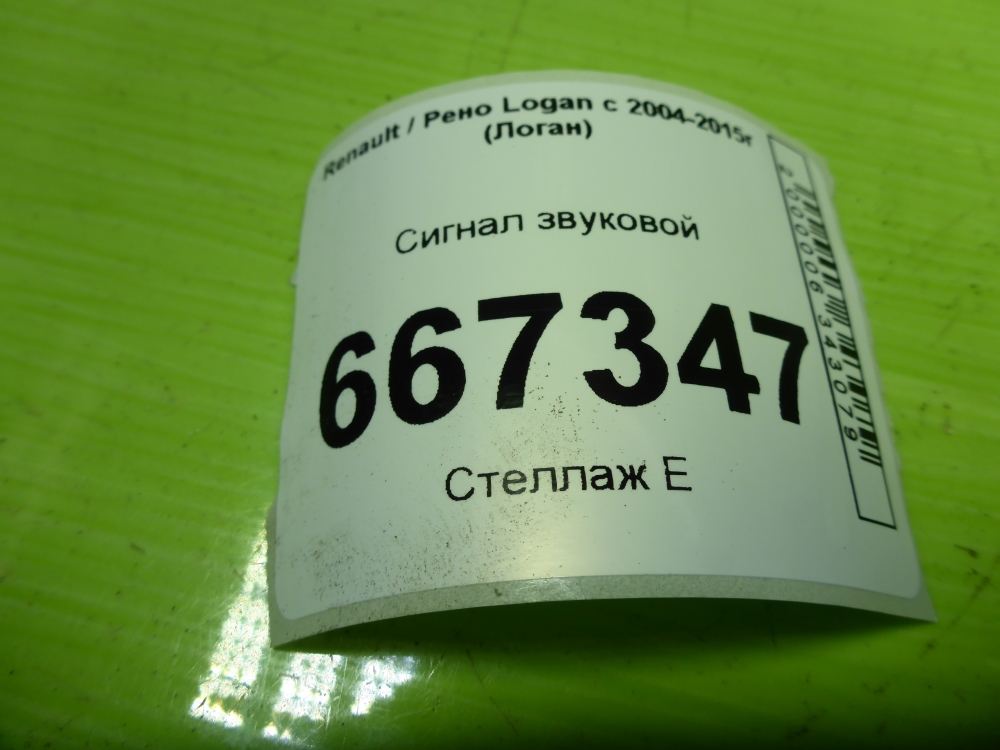 Renault / Рено Logan с 2004-2015г
(Логан)
Сигнал звуковой
667347
Стеллаж Е
2000006343079